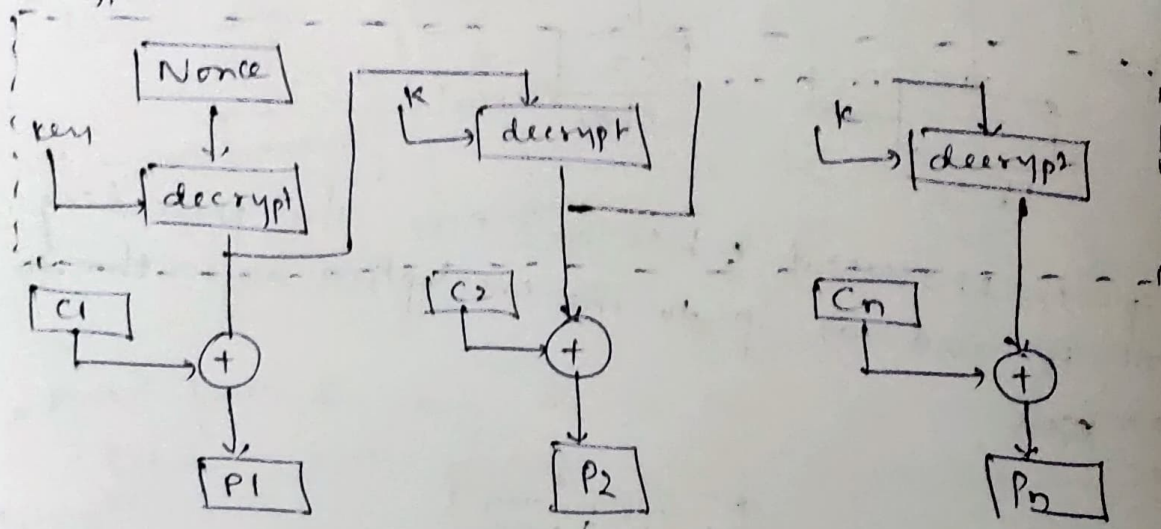 Nonce
key
decrypt
K
decrypt
K
decrypt
C1
C2
Cn
+
+
+
P1
P2
Pn